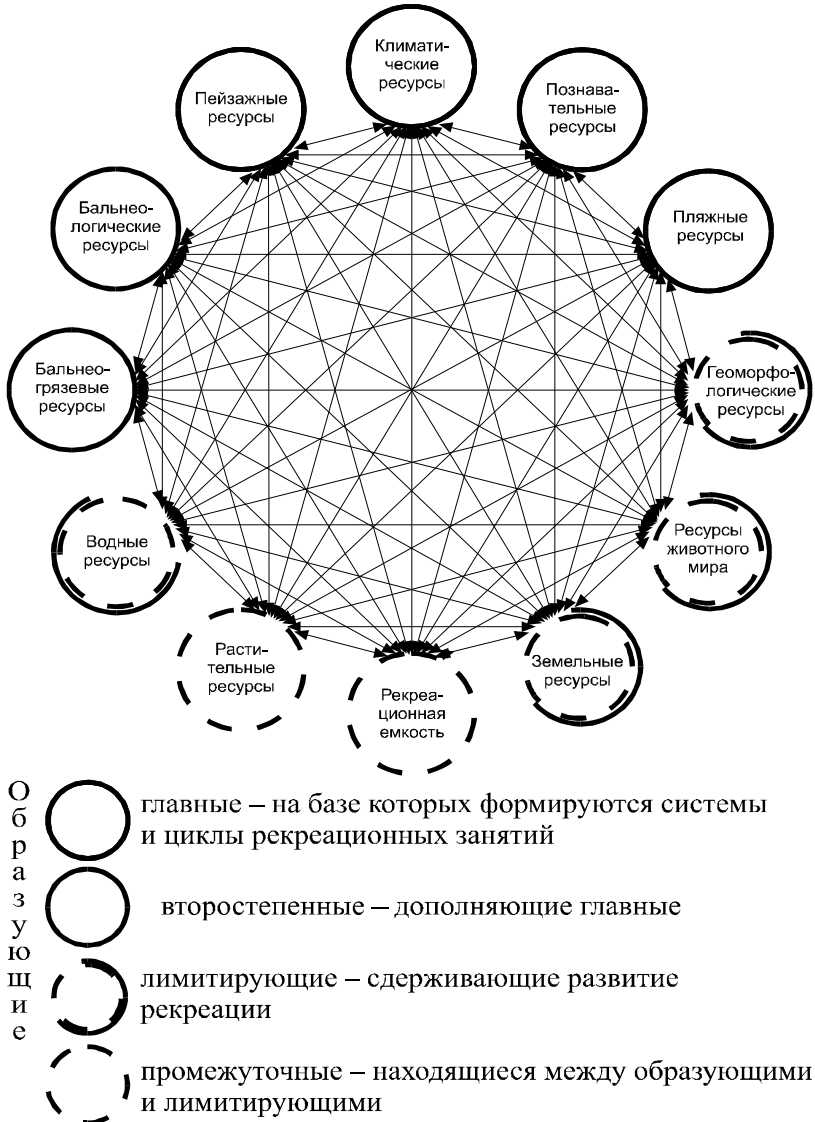 Климати-
ческие
ресурсы
Познава-
тельные
ресурсы
Пляжные
ресурсы
Геоморфо-
логические
ресурсы
Ресурсы
животного
мира
Земельные
ресурсы
Рекреа-
ционная
емкость
Расти-
тельные
ресурсы
Водные
ресурсы
Бальнео-
грязевые
ресурсы
Бальнео-
логические
ресурсы
Пейзажные
ресурсы
Образующие
главные – на базе которых формируются системы
и циклы рекреационных занятий
второстепенные – дополняющие главные
лимитирующие – сдерживающие развитие
рекреации
промежуточные – находящиеся между образующими
и лимитирующими